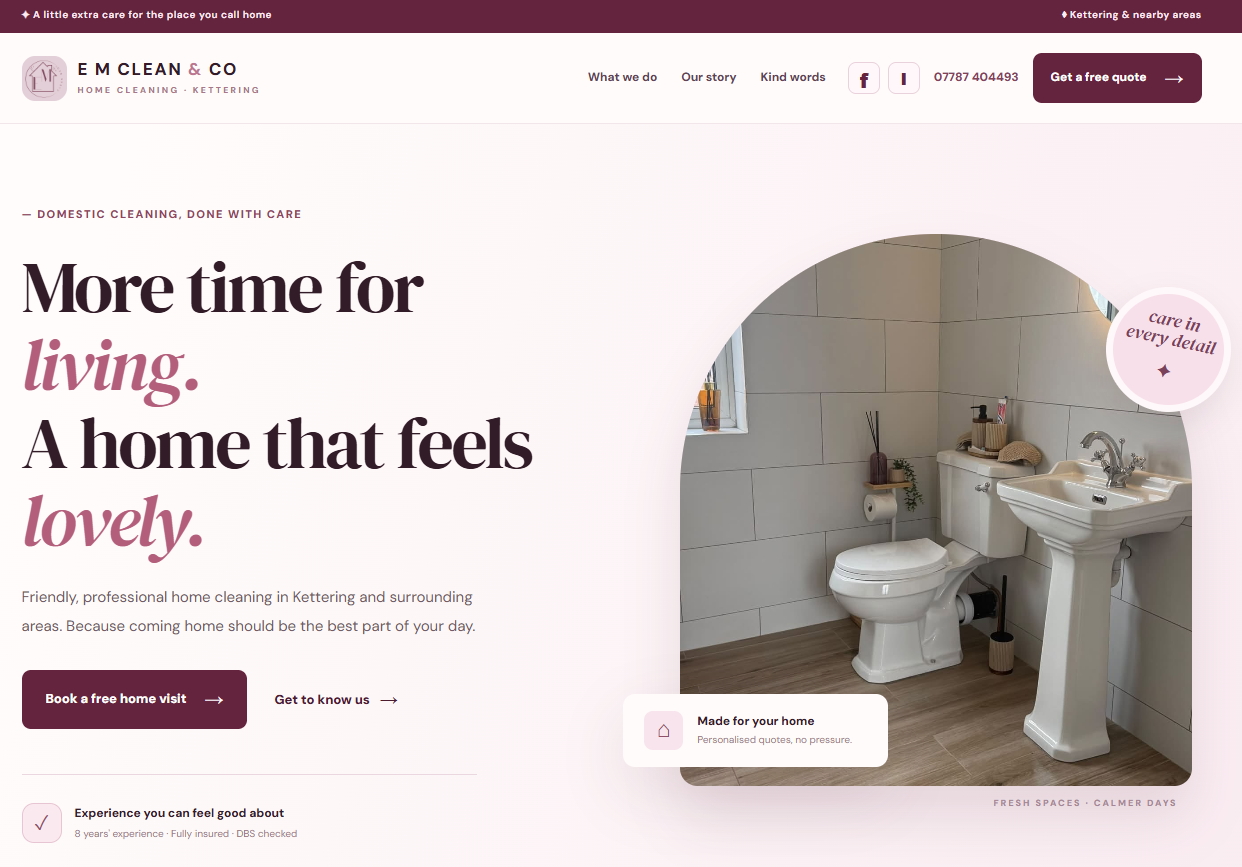 ✦ A little extra care for the place you call home
Kettering & nearby areas
E M CLEAN & CO
HOME CLEANING · KETTERING
What we do
Our story
Kind words
f
I
07787 404493
Get a free quote →
— DOMESTIC CLEANING, DONE WITH CARE
More time for
living.
A home that feels
lovely.
care in
every detail
✦
Friendly, professional home cleaning in Kettering and surrounding
areas. Because coming home should be the best part of your day.
Book a free home visit →
Get to know us →
Made for your home
Personalised quotes, no pressure.
FRESH SPACES · CALMER DAYS
✓
Experience you can feel good about
8 years' experience · Fully insured · DBS checked